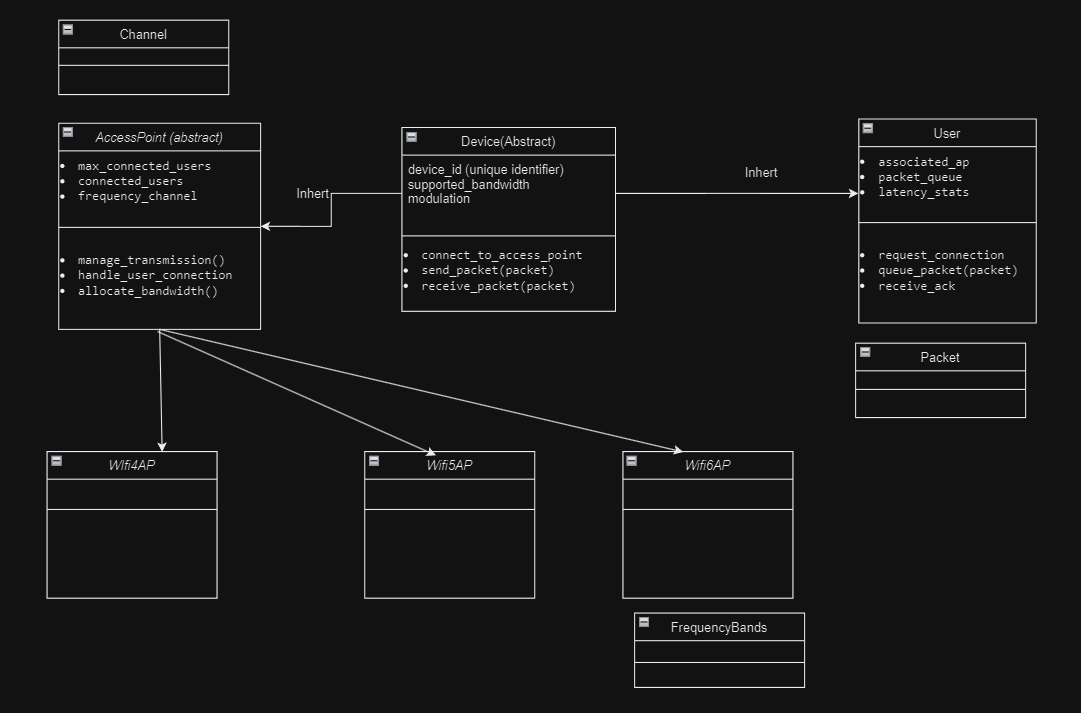 Channel
AccessPoint (abstract)
max_connected_users
connected_users
frequency_channel
manage_transmission()
handle_user_connection
allocate_bandwidth()
Inhert
Device(Abstract)
device_id (unique identifier)
supported_bandwidth
modulation
connect_to_access_point
send_packet(packet)
receive_packet(packet)
Inhert
User
associated_ap
packet_queue
latency_stats
request_connection
queue_packet(packet)
receive_ack
Packet
WIfi4AP
Wifi5AP
Wifi6AP
FrequencyBands